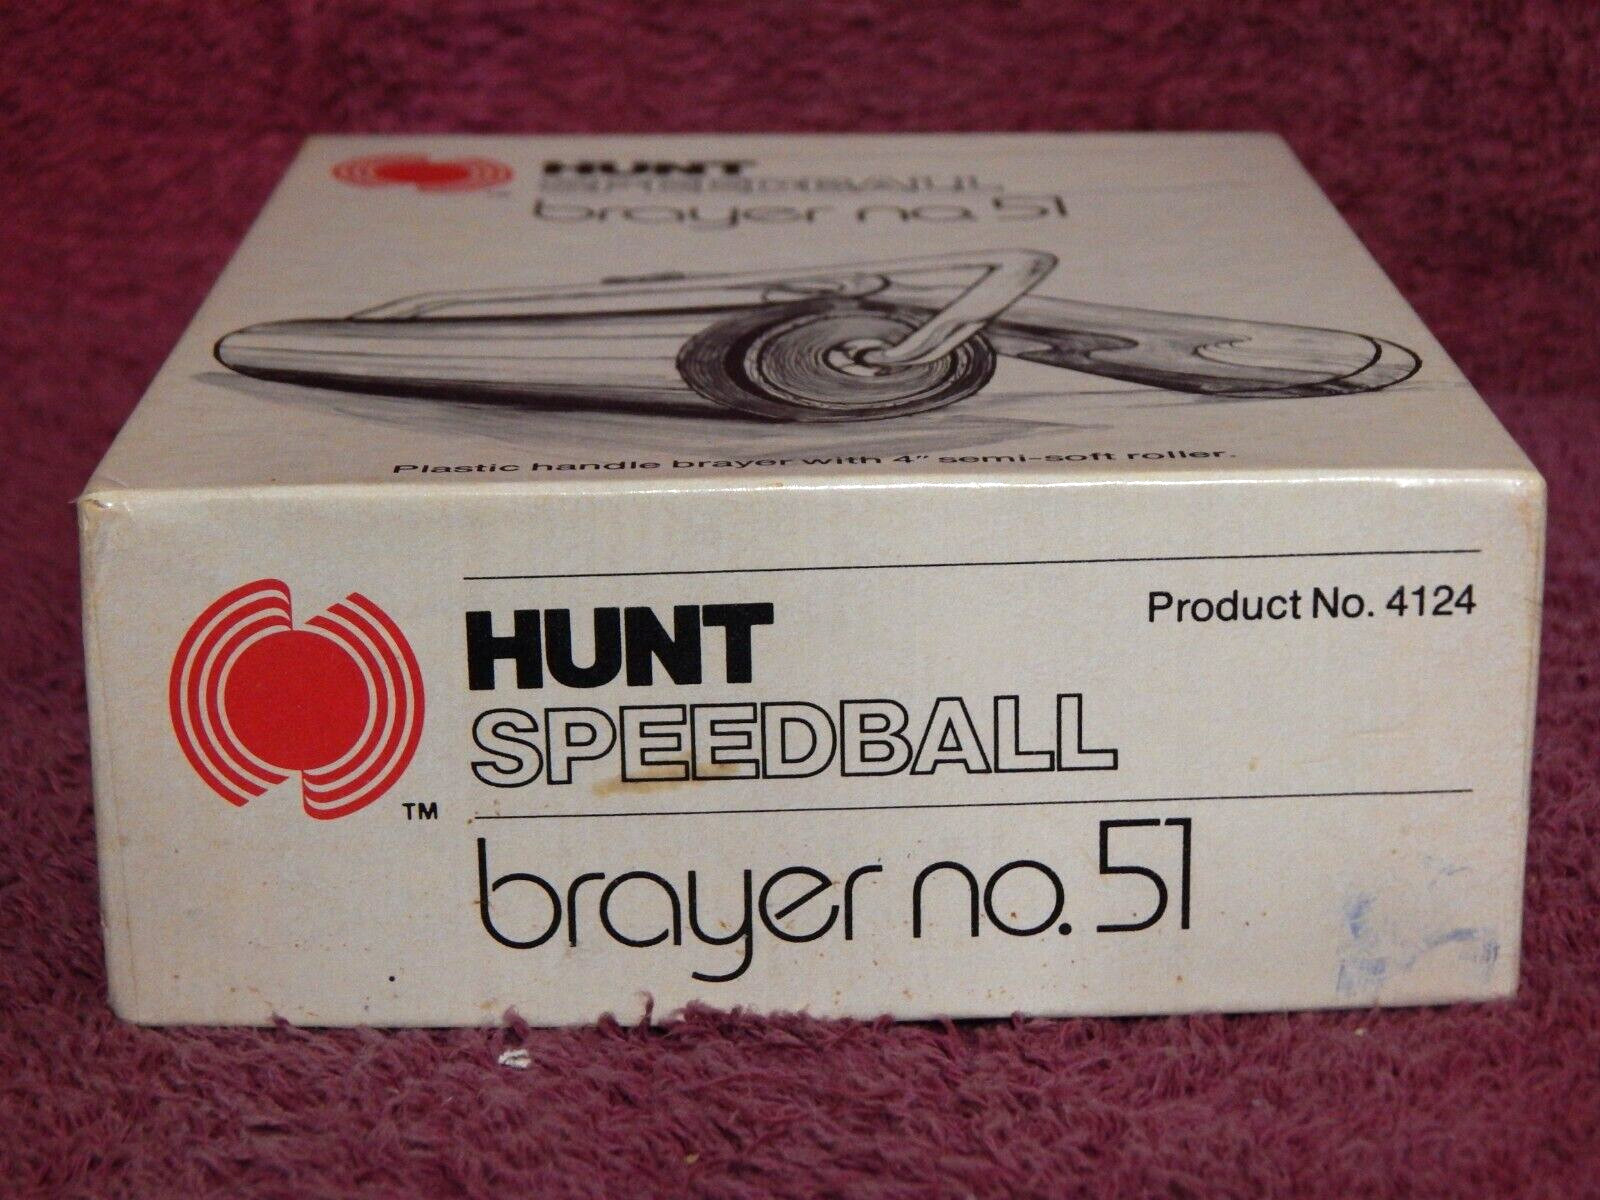 HUNT
SPEEDBALL
brayer no. 51
Plastic handle brayer with 4" semi-soft roller.
HUNT
Product No. 4124
SPEEDBALL
TM
brayer no. 51